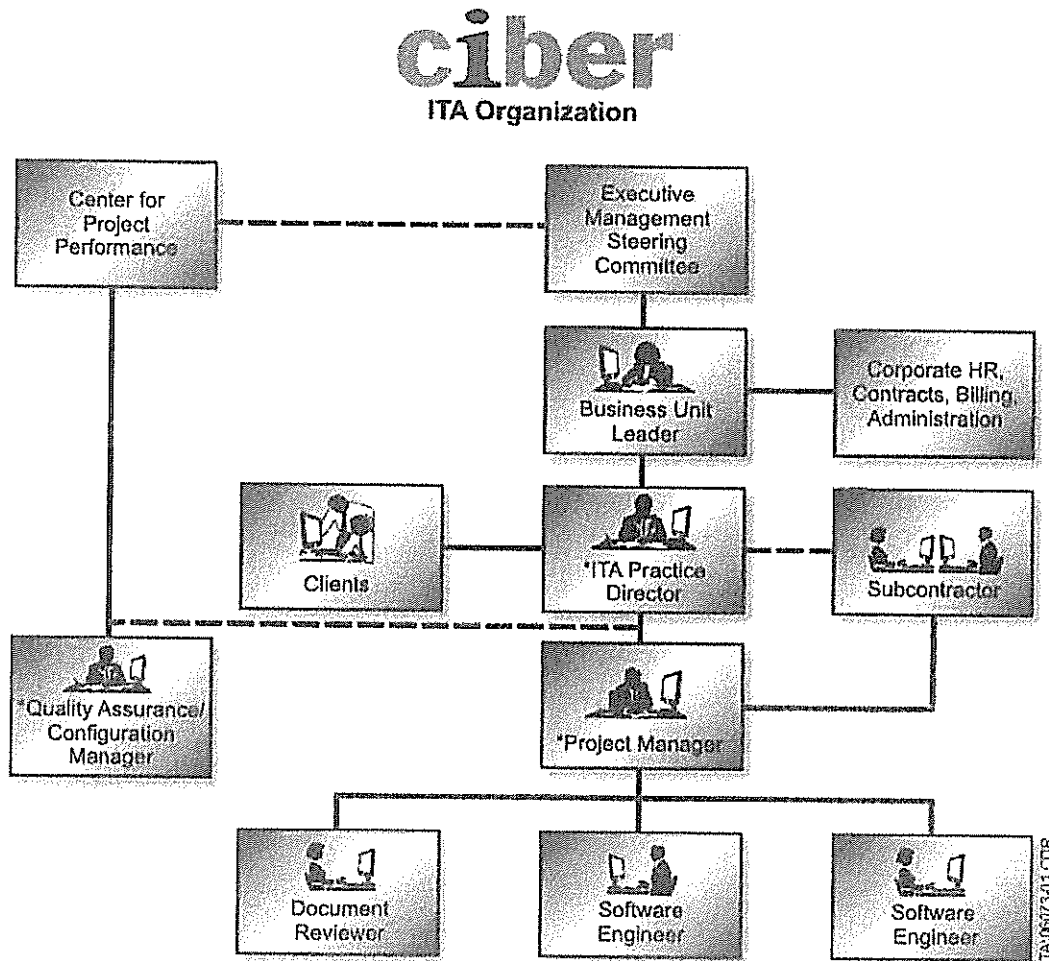 ciber
ITA Organization
Center for
Project
Performance
Executive
Management
Steering
Committee
Business Unit
Leader
Corporate HR,
Contracts, Billing,
Administration
Clients
*ITA Practice
Director
Subcontractor
*Quality Assurance/
Configuration
Manager
*Project Manager
Document
Reviewer
Software
Engineer
Software
Engineer